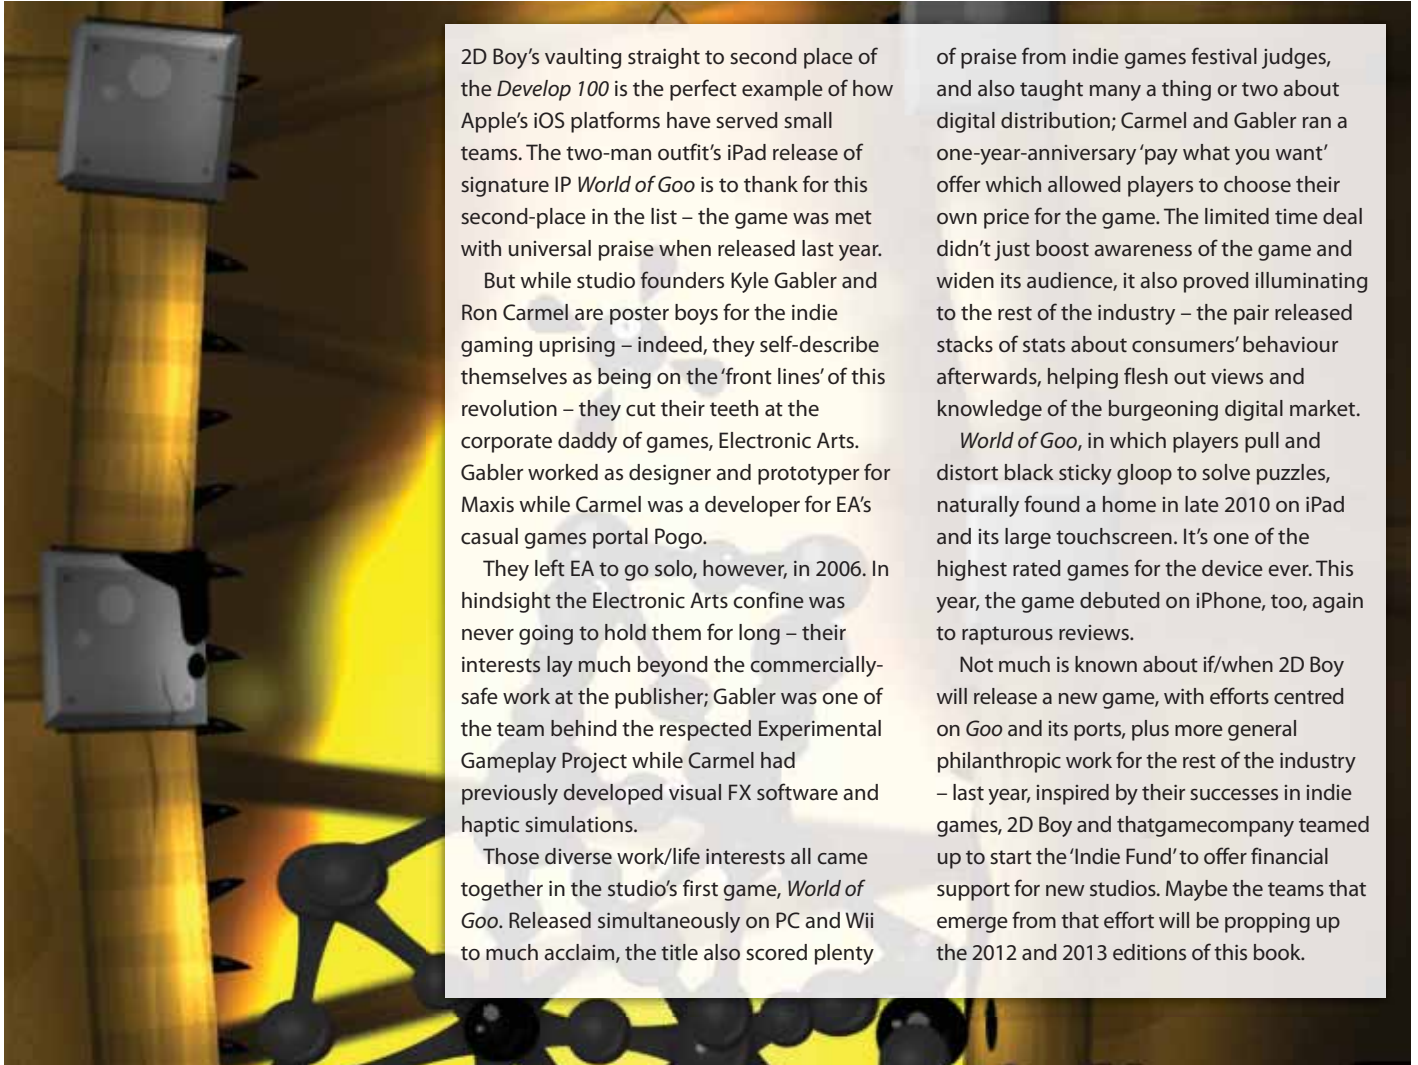 2D Boy’s vaulting straight to second place of
the Develop 100 is the perfect example of how
Apple’s iOS platforms have served small
teams. The two-man outfit’s iPad release of
signature IP World of Goo is to thank for this
second-place in the list – the game was met
with universal praise when released last year.
But while studio founders Kyle Gabler and
Ron Carmel are poster boys for the indie
gaming uprising – indeed, they self-describe
themselves as being on the ‘front lines’ of this
revolution – they cut their teeth at the
corporate daddy of games, Electronic Arts.
Gabler worked as designer and prototyper for
Maxis while Carmel was a developer for EA’s
casual games portal Pogo.
They left EA to go solo, however, in 2006. In
hindsight the Electronic Arts confine was
never going to hold them for long – their
interests lay much beyond the commercially-
safe work at the publisher; Gabler was one of
the team behind the respected Experimental
Gameplay Project while Carmel had
previously developed visual FX software and
haptic simulations.
Those diverse work/life interests all came
together in the studio’s first game, World of
Goo. Released simultaneously on PC and Wii
to much acclaim, the title also scored plenty
of praise from indie games festival judges,
and also taught many a thing or two about
digital distribution; Carmel and Gabler ran a
one-year-anniversary ‘pay what you want’
offer which allowed players to choose their
own price for the game. The limited time deal
didn’t just boost awareness of the game and
widen its audience, it also proved illuminating
to the rest of the industry – the pair released
stacks of stats about consumers’ behaviour
afterwards, helping flesh out views and
knowledge of the burgeoning digital market.
World of Goo, in which players pull and
distort black sticky gloop to solve puzzles,
naturally found a home in late 2010 on iPad
and its large touchscreen. It’s one of the
highest rated games for the device ever. This
year, the game debuted on iPhone, too, again
to rapturous reviews.
Not much is known about if/when 2D Boy
will release a new game, with efforts centred
on Goo and its ports, plus more general
philanthropic work for the rest of the industry
– last year, inspired by their successes in indie
games, 2D Boy and thatgamecompany teamed
up to start the ‘Indie Fund’ to offer financial
support for new studios. Maybe the teams that
emerge from that effort will be propping up
the 2012 and 2013 editions of this book.